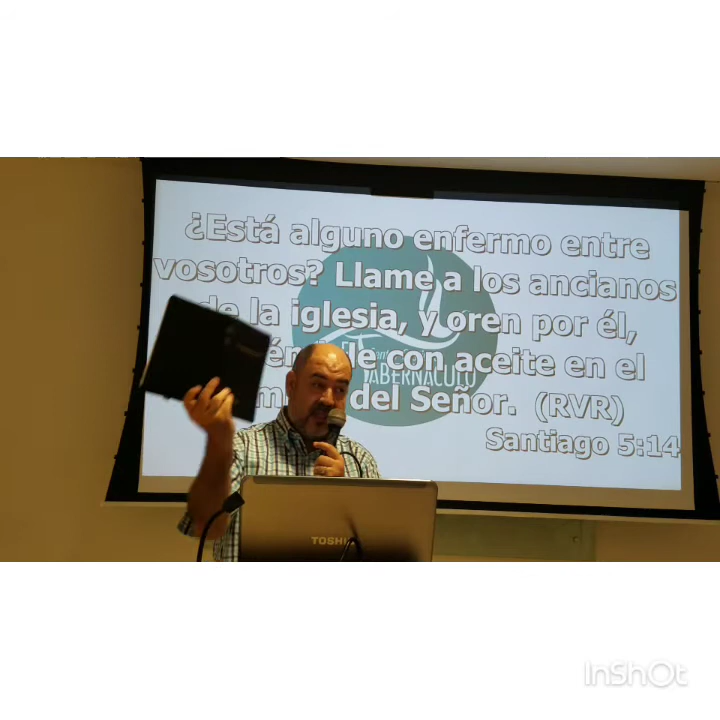 ¿Está alguno enfermo entre
vosotros? Llame a los ancianos
de la iglesia, y oren por él,
con aceite en el
del Señor. (RVR)
Santiago 5:14
TABERNACULO
TOSHI
InShOt